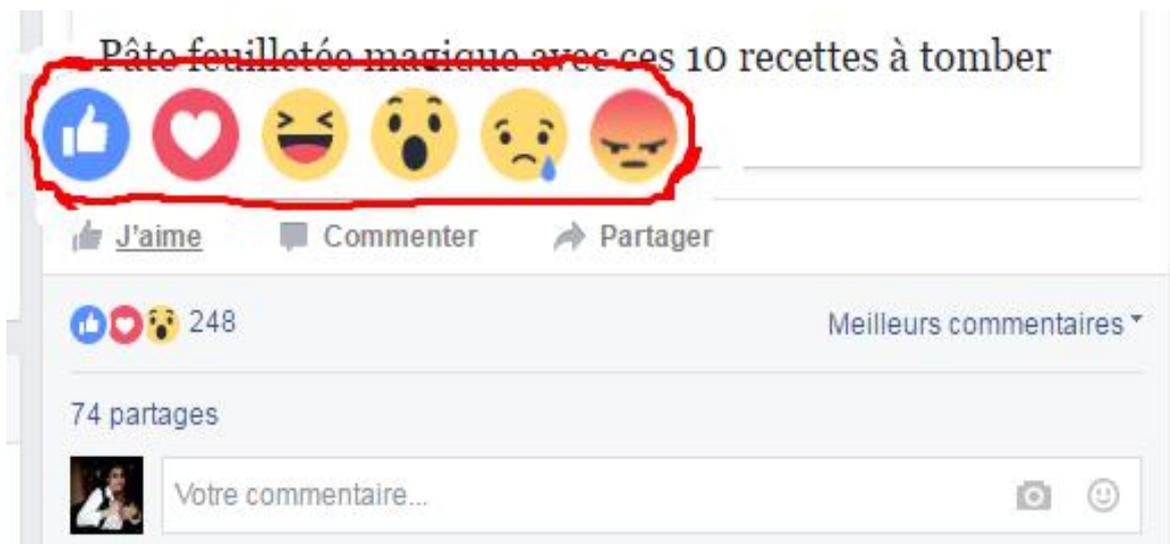 Pâte feuilletée magique avec ces 10 recettes à tomber
J'aime Commenter Partager
248 Meilleurs commentaires
74 partages
Votre commentaire...